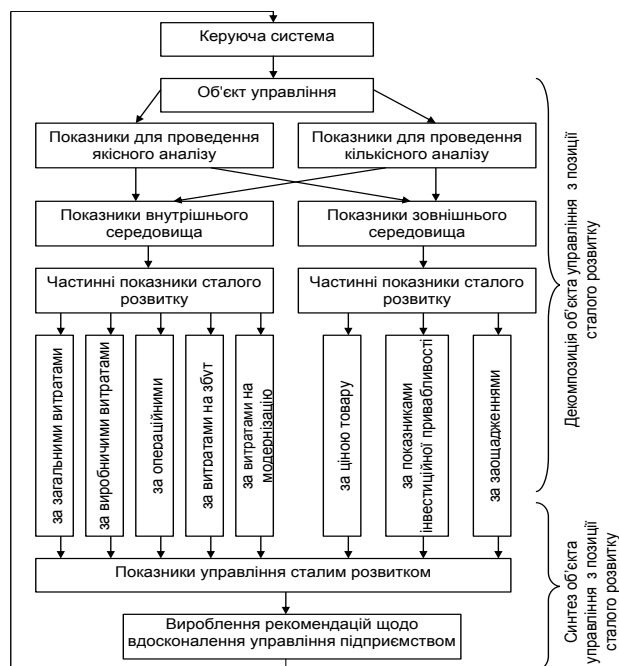 Керуюча система
Об'єкт управління
Показники для проведення
якісного аналізу
Показники для проведення
кількісного аналізу
Показники внутрішнього
середовища
Показники зовнішнього
середовища
Частинні показники сталого
розвитку
Частинні показники сталого
розвитку
за загальними витратами
за виробничими витратами
за операційними
за витратами на збут
за витратами на
модернізацію
за ціною товару
за показниками
інвестиційної привабливості
за заощадженнями
Показники управління сталим розвитком
Вироблення рекомендацій щодо
вдосконалення управління підприємством
Декомпозиція об'єкта управління з позиції
сталого розвитку
Синтез об'єкта
управління з позиції
сталого розвитку